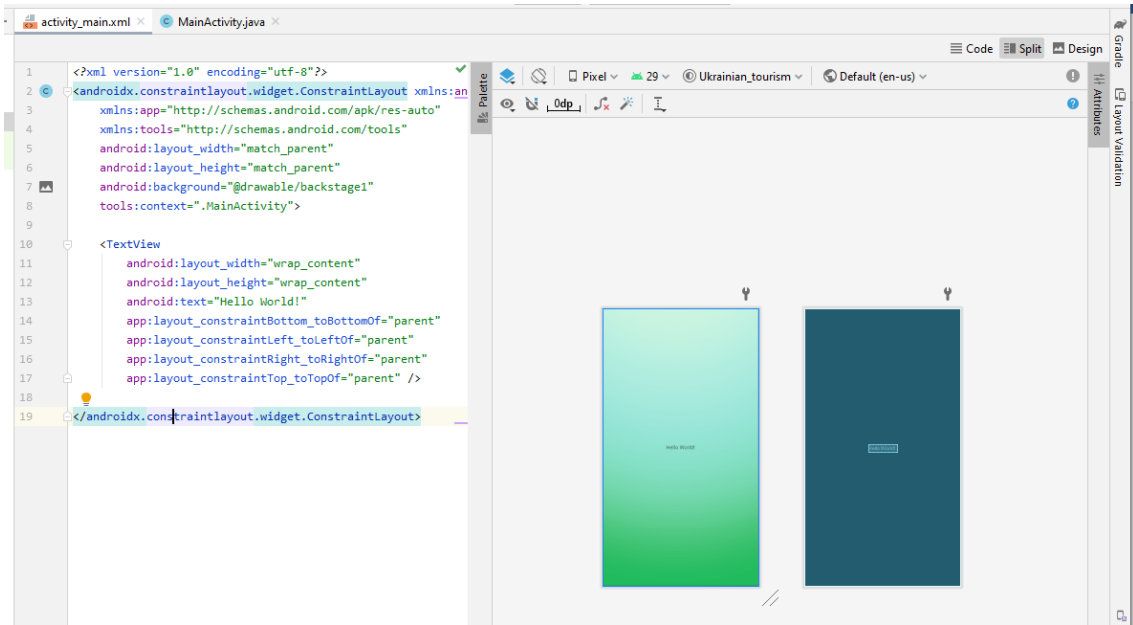 activity_main.xml
MainActivity.java
Code
Split
Design
1 <?xml version="1.0" encoding="utf-8"?>
2 <androidx.constraintlayout.widget.ConstraintLayout xmlns:an
3 xmlns:app="http://schemas.android.com/apk/res-auto"
4 xmlns:tools="http://schemas.android.com/tools"
5 android:layout_width="match_parent"
6 android:layout_height="match_parent"
7 android:background="@drawable/backstage1"
8 tools:context=".MainActivity">
9
10 <TextView
11 android:layout_width="wrap_content"
12 android:layout_height="wrap_content"
13 android:text="Hello World!"
14 app:layout_constraintBottom_toBottomOf="parent"
15 app:layout_constraintLeft_toLeftOf="parent"
16 app:layout_constraintRight_toRightOf="parent"
17 app:layout_constraintTop_toTopOf="parent" />
18
19 </androidx.constraintlayout.widget.ConstraintLayout>
Palette
Pixel
29
Ukrainian_tourism
Default (en-us)
0dp
Hello World!
Attributes
Gradle
Layout Validation